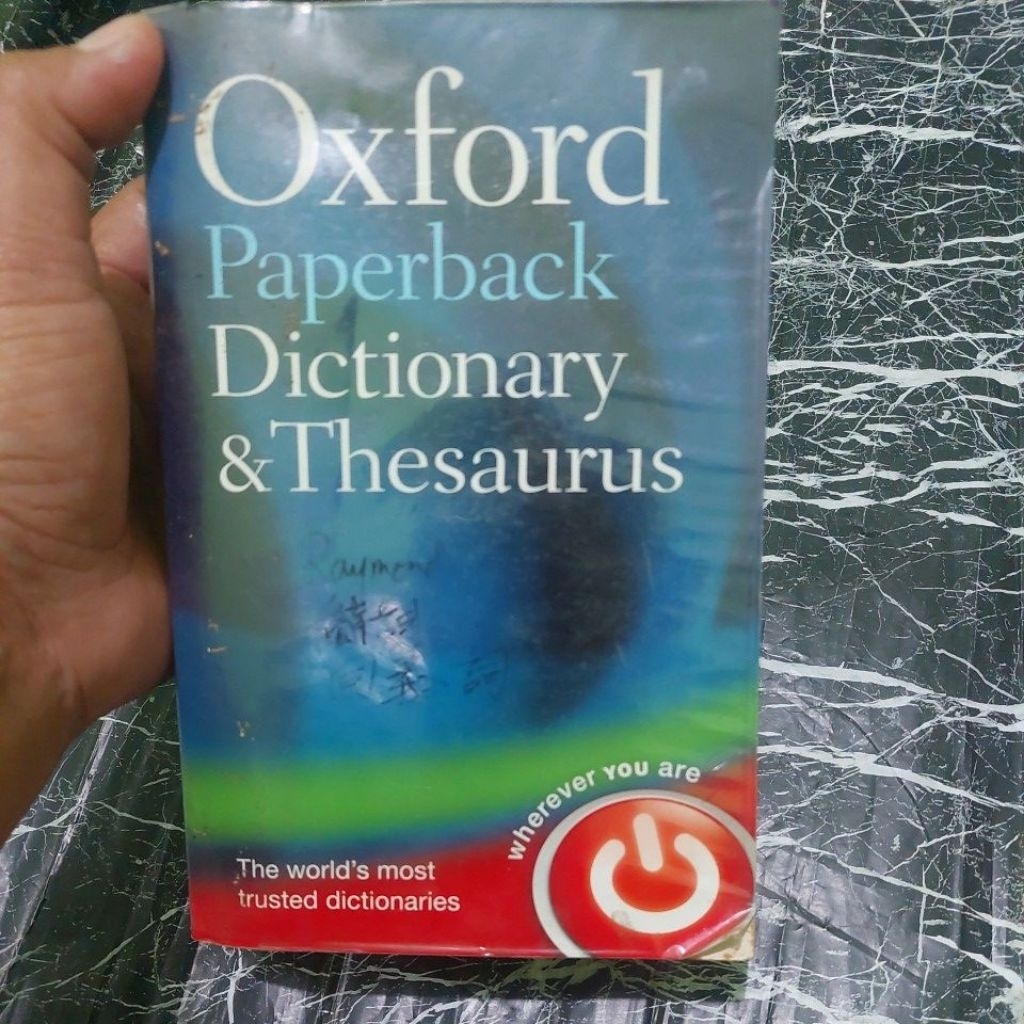 Oxford
Paperback
Dictionary
& Thesaurus
wherever YOU are
The world's most
trusted dictionaries